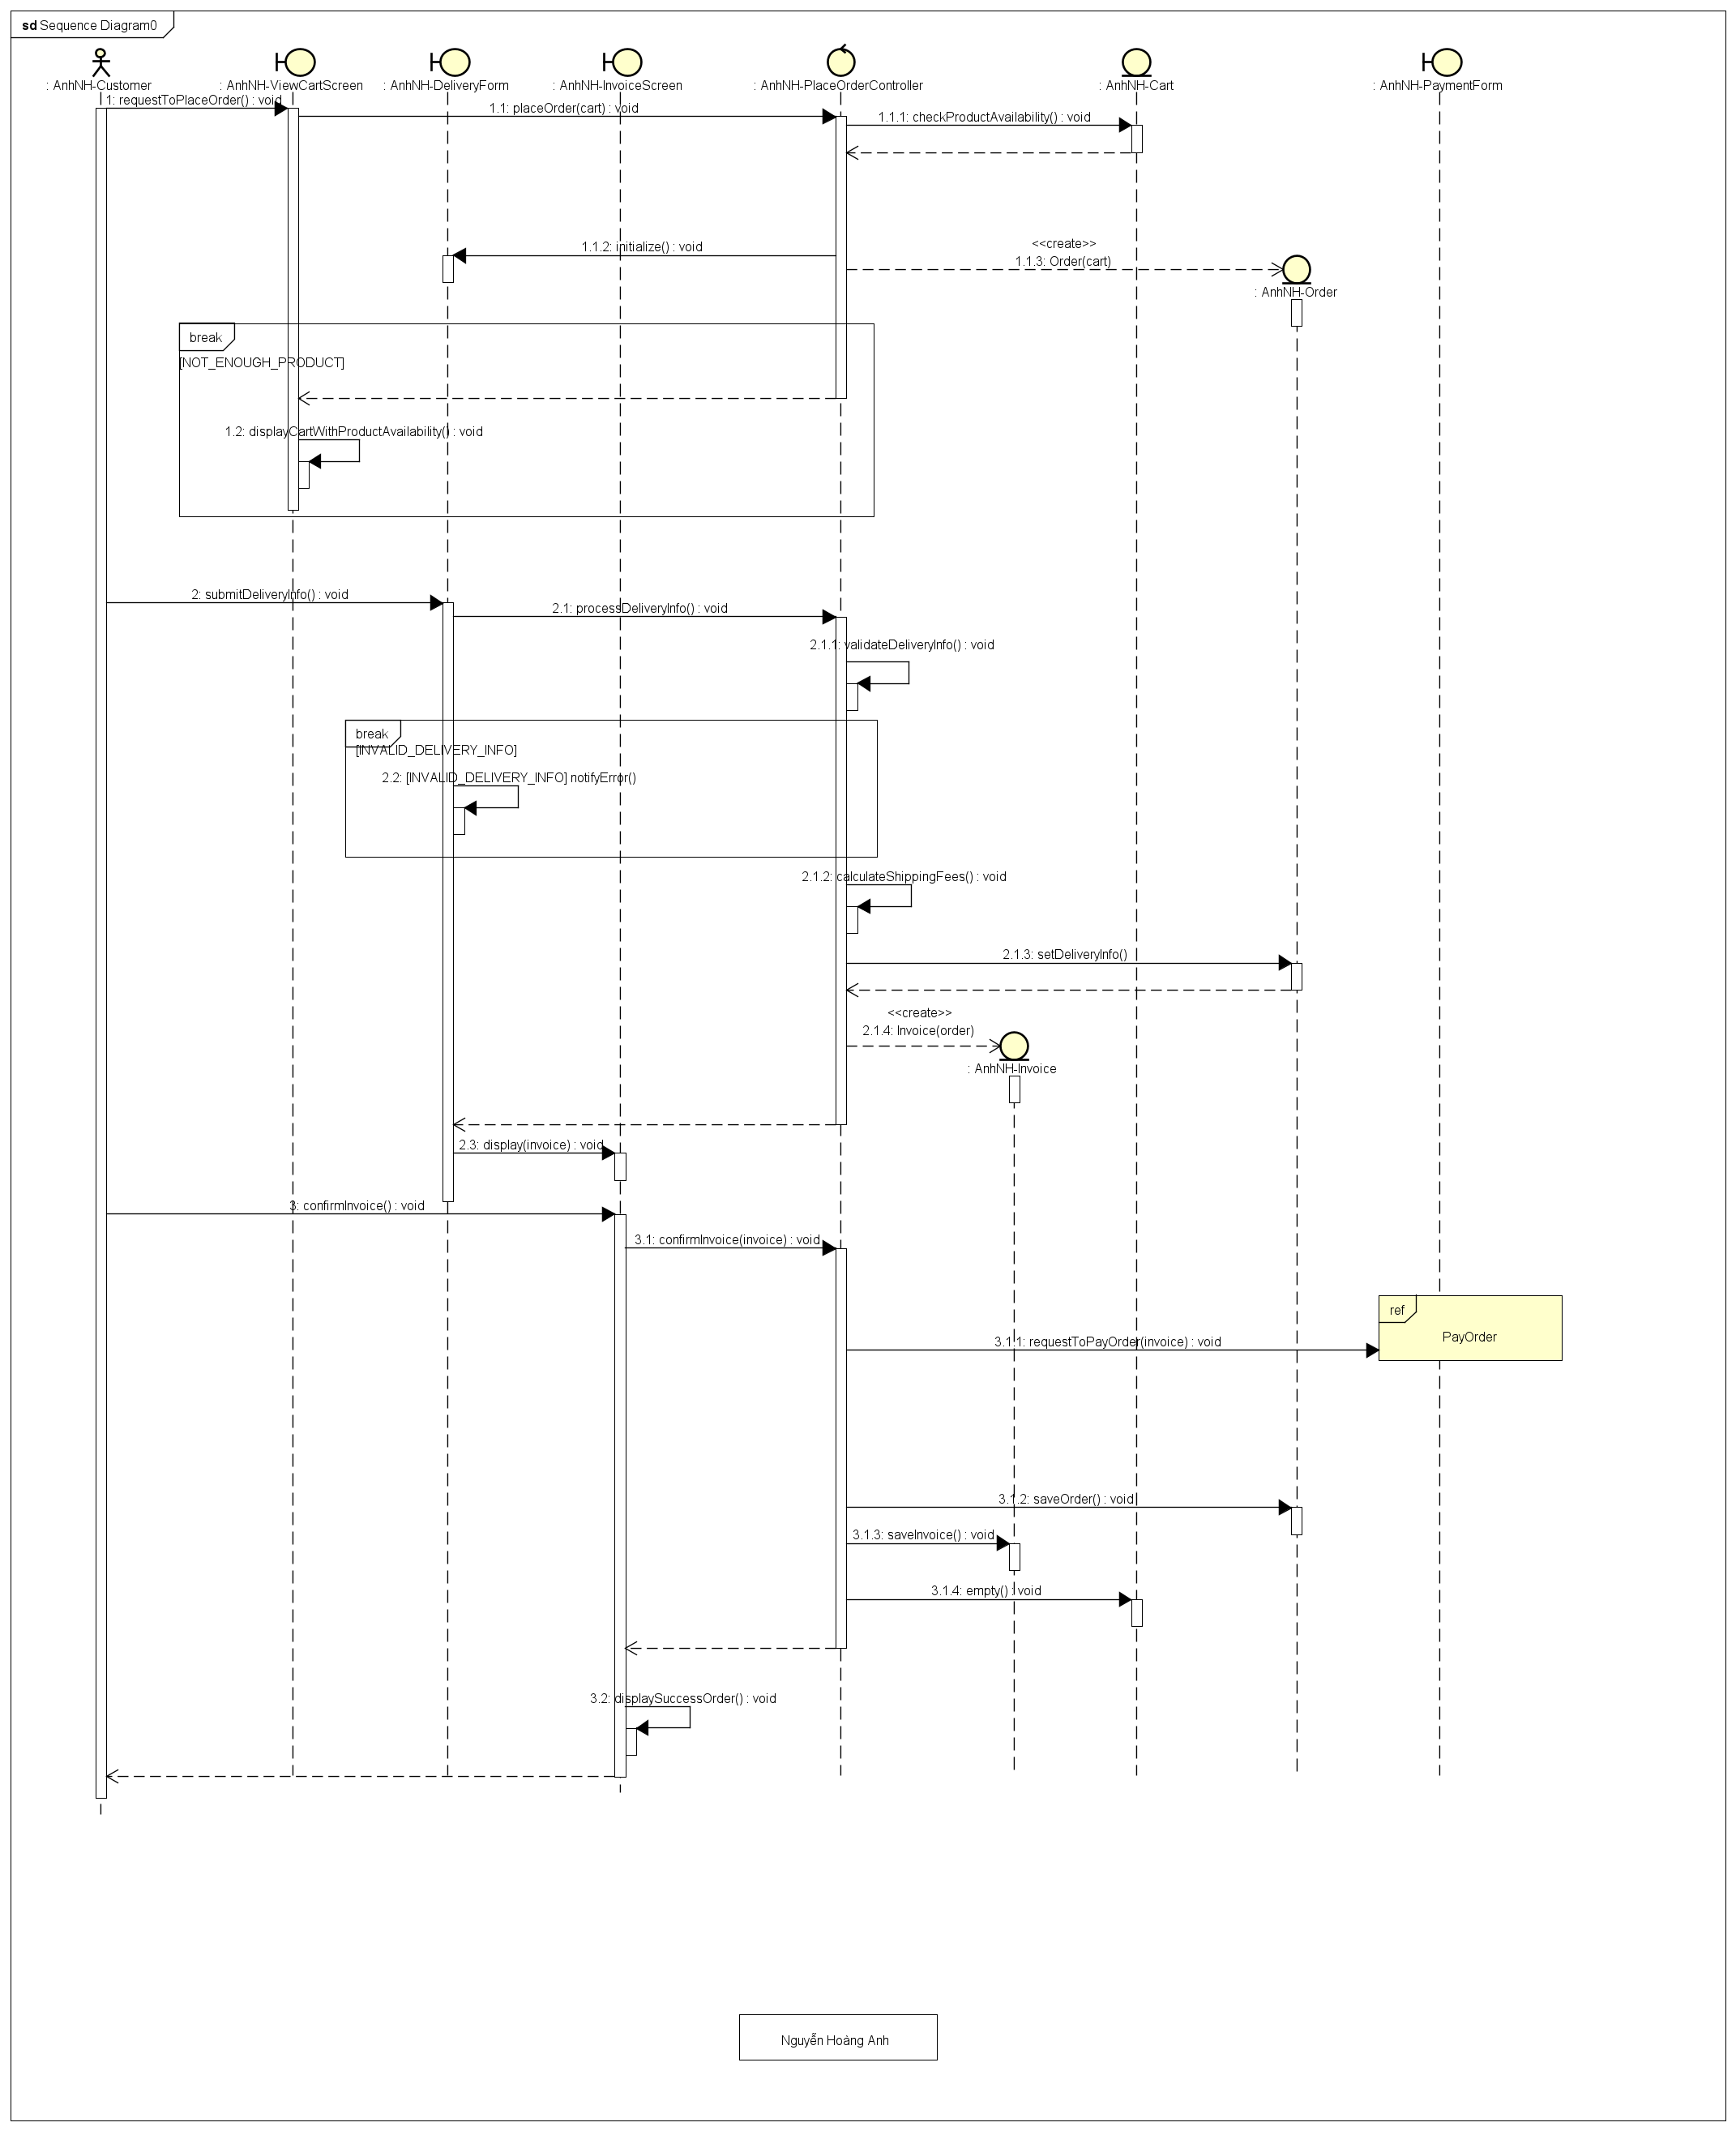 sd Sequence Diagram0
: AnhNH-Customer
: AnhNH-ViewCartScreen
: AnhNH-DeliveryForm
: AnhNH-InvoiceScreen
: AnhNH-PlaceOrderController
: AnhNH-Cart
: AnhNH-PaymentForm
1: requestToPlaceOrder() : void
1.1: placeOrder(cart) : void
1.1.1: checkProductAvailability() : void
1.1.2: initialize() : void
<<create>>
1.1.3: Order(cart)
: AnhNH-Order
break
[NOT_ENOUGH_PRODUCT]
1.2: displayCartWithProductAvailability() : void
2: submitDeliveryInfo() : void
2.1: processDeliveryInfo() : void
2.1.1: validateDeliveryInfo() : void
break
[INVALID_DELIVERY_INFO]
2.2: [INVALID_DELIVERY_INFO] notifyError()
2.1.2: calculateShippingFees() : void
2.1.3: setDeliveryInfo()
<<create>>
2.1.4: Invoice(order)
: AnhNH-Invoice
2.3: display(invoice) : void
3: confirmInvoice() : void
3.1: confirmInvoice(invoice) : void
ref
PayOrder
3.1.1: requestToPayOrder(invoice) : void
3.1.2: saveOrder() : void
3.1.3: saveInvoice() : void
3.1.4: empty() : void
3.2: displaySuccessOrder() : void
Nguyễn Hoàng Anh